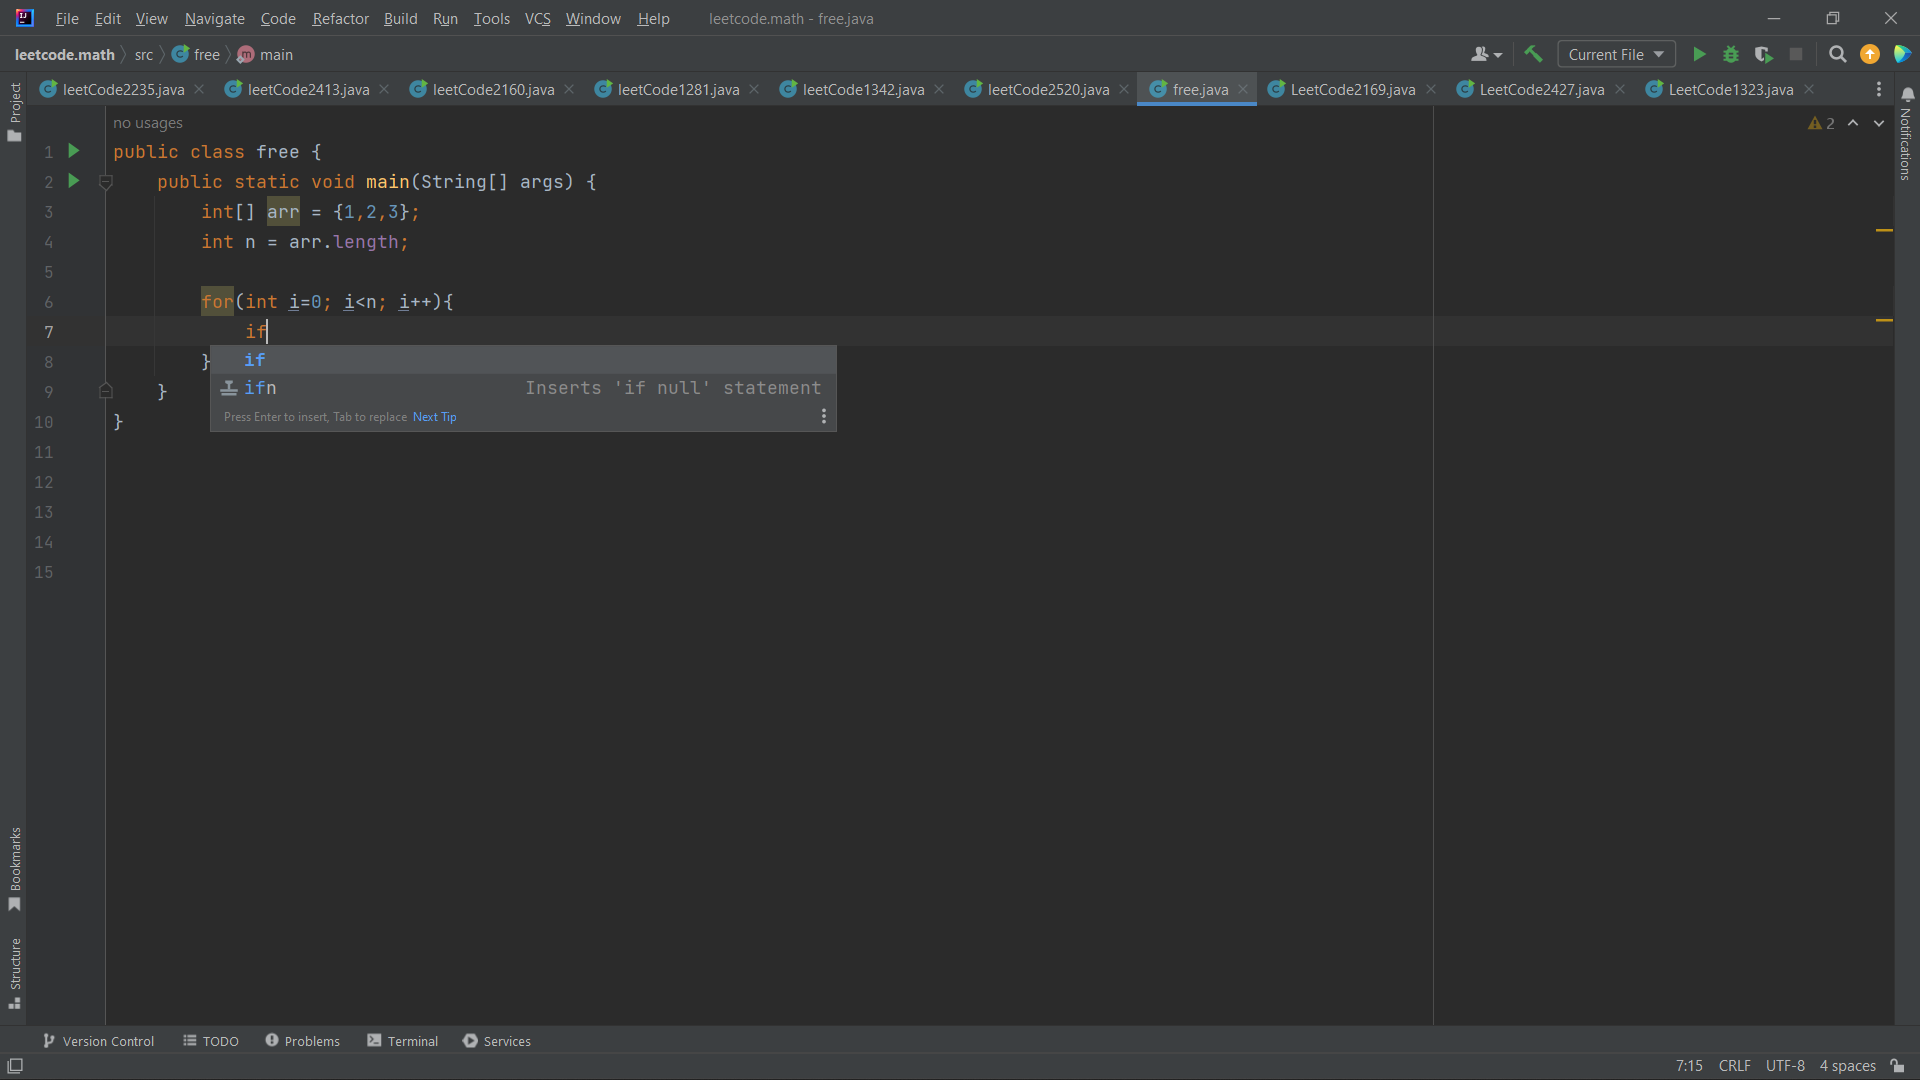 File Edit View Navigate Code Refactor Build Run Tools VCS Window Help leetcode.math - free.java
leetcode.math src free main Current File
leetCode2235.java leetCode2413.java leetCode2160.java leetCode1281.java leetCode1342.java leetCode2520.java free.java LeetCode2169.java LeetCode2427.java LeetCode1323.java
Project
Notifications
no usages 2
1 public class free {
2 public static void main(String[] args) {
3 int[] arr = {1,2,3};
4 int n = arr.length;
5
6 for(int i=0; i<n; i++){
7 if
8 }
if
ifn Inserts 'if null' statement
Press Enter to insert, Tab to replace Next Tip
9 }
10 }
11
12
13
14
15
Bookmarks
Structure
Version Control TODO Problems Terminal Services
7:15 CRLF UTF-8 4 spaces